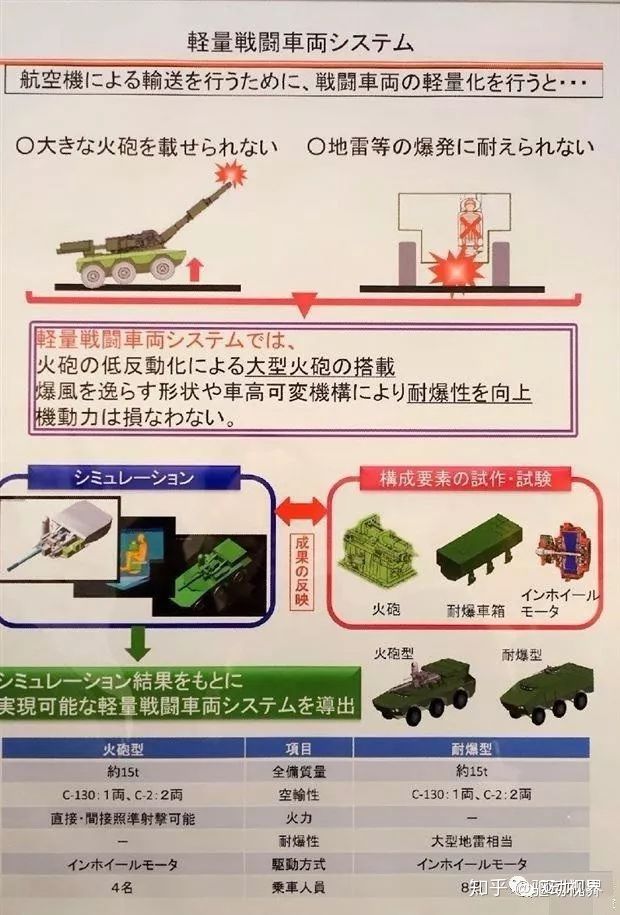 軽量戦闘車両システム
航空機による輸送を行うために、戦闘車両の軽量化を行うと・・・
○大きな火砲を載せられない
○地雷等の爆発に耐えられない
軽量戦闘車両システムでは、
火砲の低反動化による大型火砲の搭載
爆風を逸らす形状や車高可変機構により耐爆性を向上
機動力は損なわない。
シミュレーション
構成要素の試作・試験
成果の反映
火砲
耐爆車箱
インホイール
モータ
シミュレーション結果をもとに
実現可能な軽量戦闘車両システムを導出
火砲型
耐爆型
火砲型 項目 耐爆型
約15t 全備質量 約15t
C-130:1両、C-2:2両 空輸性 C-130:1両、C-2:2両
直接・間接照準射撃可能 火力 −
− 耐爆性 大型地雷相当
インホイールモータ 駆動方式 インホイールモータ
4名 乗車人員 8
知乎 @驱动视界